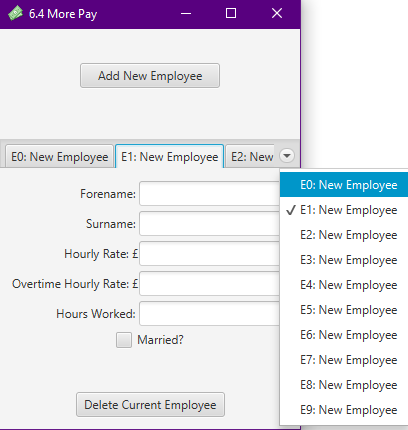 6.4 More Pay
Add New Employee
E0: New Employee E1: New Employee E2: New
Forename:
Surname:
Hourly Rate: £
Overtime Hourly Rate: £
Hours Worked:
Married?
Delete Current Employee
E0: New Employee
E1: New Employee
E2: New Employee
E3: New Employee
E4: New Employee
E5: New Employee
E6: New Employee
E7: New Employee
E8: New Employee
E9: New Employee